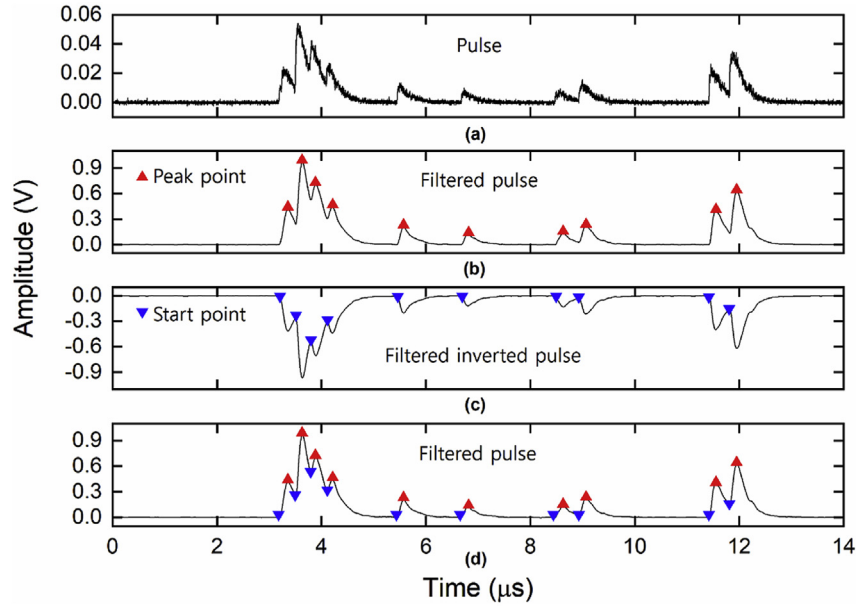 0.06
0.04
0.02
0.00
Pulse
(a)
0.9
0.6
0.3
0.0
Peak point
Filtered pulse
(b)
0.0
-0.3
-0.6
-0.9
Start point
Filtered inverted pulse
(c)
0.9
0.6
0.3
0.0
Filtered pulse
0 2 4 6 8 10 12 14
(d)
Time (μs)
Amplitude (V)